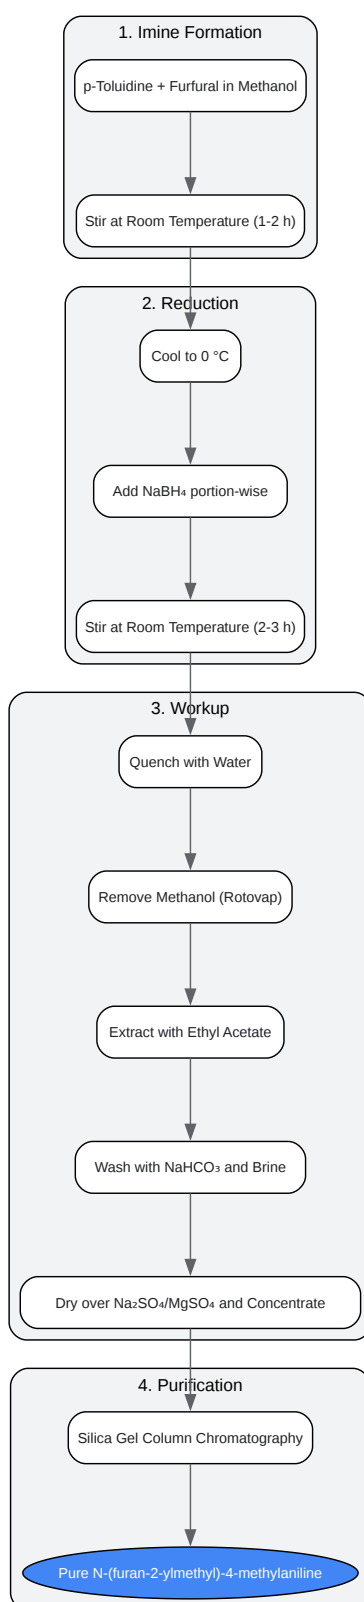 1. Imine Formation
p-Toluidine + Furfural in Methanol
Stir at Room Temperature (1-2 h)
2. Reduction
Cool to 0 °C
Add NaBH₄ portion-wise
Stir at Room Temperature (2-3 h)
3. Workup
Quench with Water
Remove Methanol (Rotovap)
Extract with Ethyl Acetate
Wash with NaHCO₃ and Brine
Dry over Na₂SO₄/MgSO₄ and Concentrate
4. Purification
Silica Gel Column Chromatography
Pure N-(furan-2-ylmethyl)-4-methylaniline